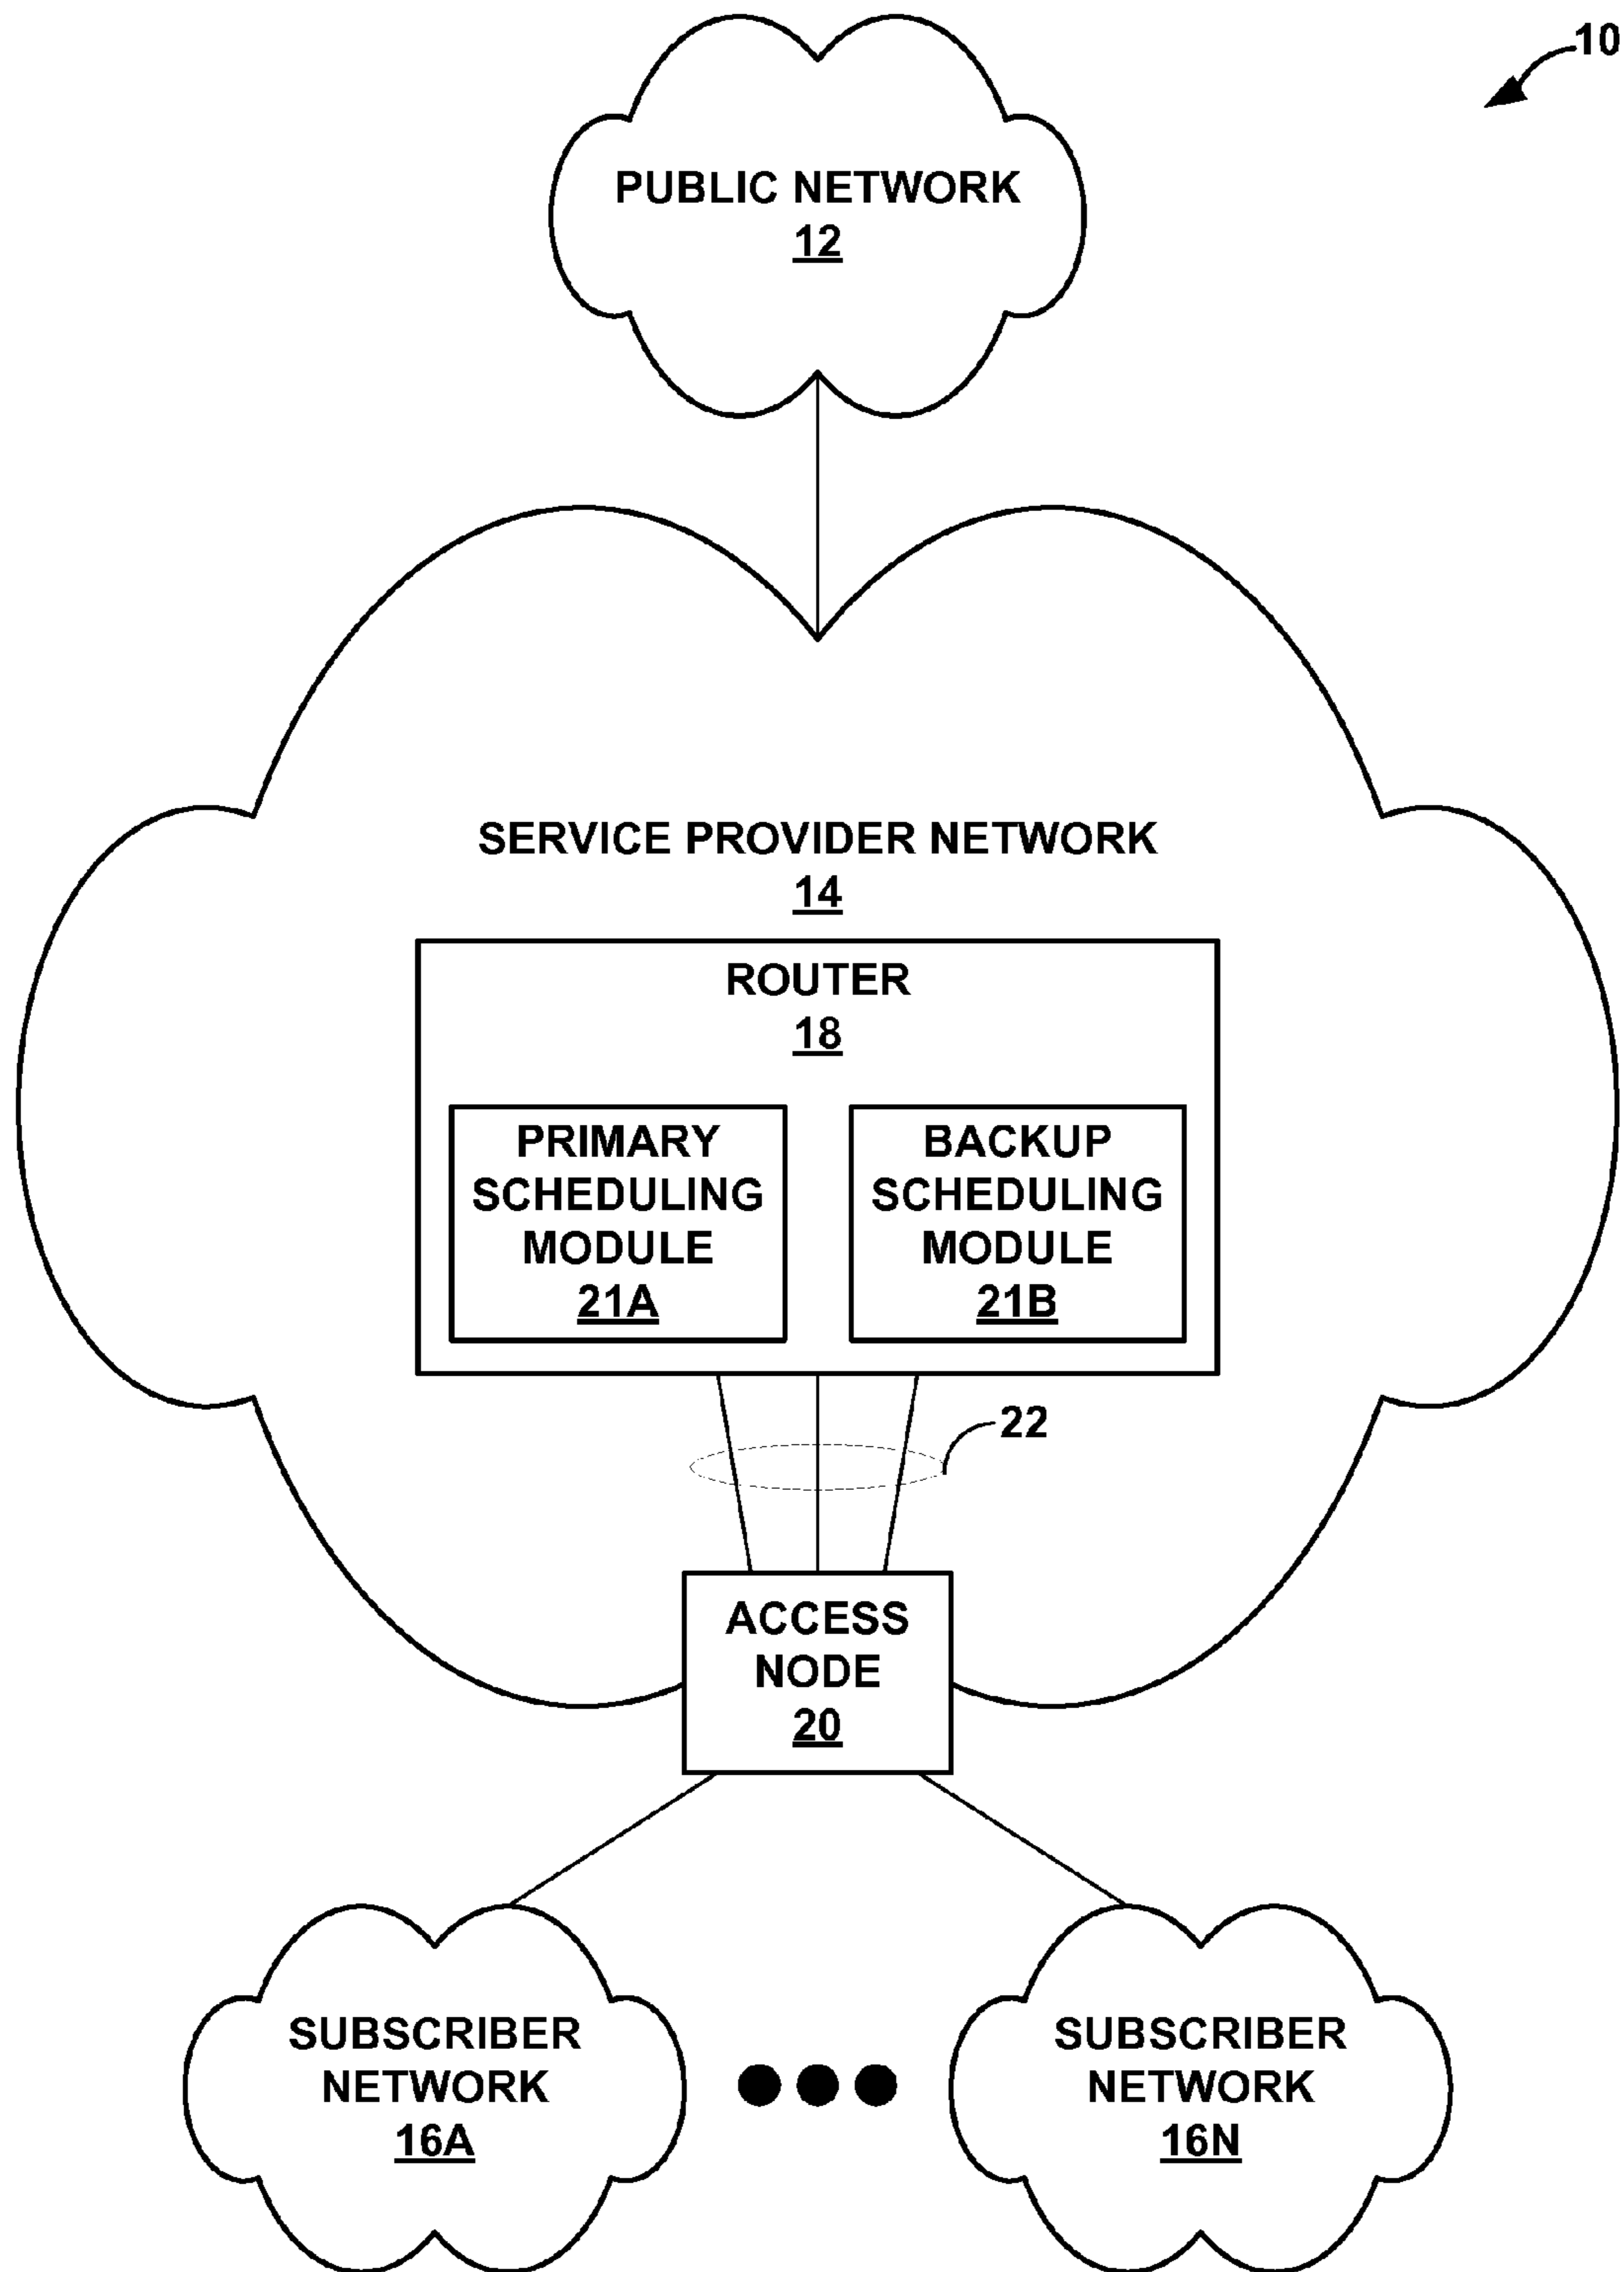 10
PUBLIC NETWORK
12
SERVICE PROVIDER NETWORK
14
ROUTER
18
PRIMARY
SCHEDULING
MODULE
21A
BACKUP
SCHEDULING
MODULE
21B
22
ACCESS
NODE
20
SUBSCRIBER
NETWORK
16A
SUBSCRIBER
NETWORK
16N